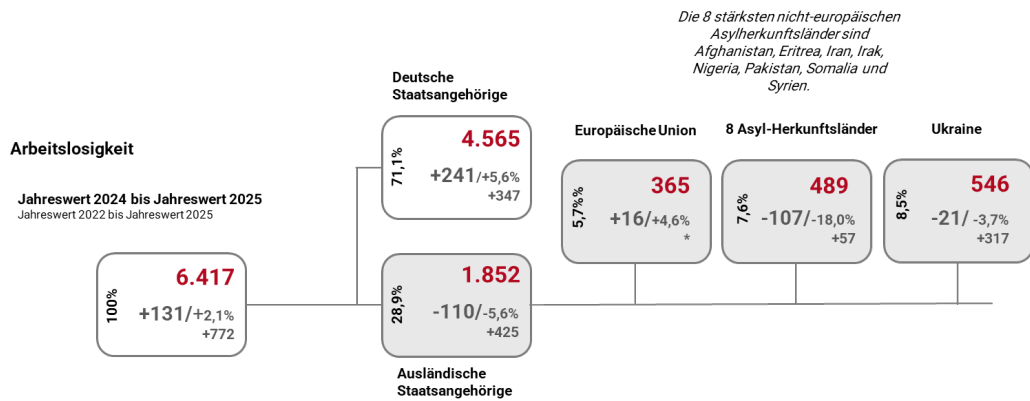 Die 8 stärksten nicht-europäischen
Asylherkunftsländer sind
Afghanistan, Eritrea, Iran, Irak,
Nigeria, Pakistan, Somalia und
Syrien.
Arbeitslosigkeit
Jahreswert 2024 bis Jahreswert 2025
Jahreswert 2022 bis Jahreswert 2025
100%
6.417
+131/+2,1%
+772
Deutsche
Staatsangehörige
71,1%
4.565
+241/+5,6%
+347
28,9%
1.852
-110/-5,6%
+425
Ausländische
Staatsangehörige
Europäische Union
5,7%%
365
+16/+4,6%
*
8 Asyl-Herkunftsländer
7,6%
489
-107/-18,0%
+57
Ukraine
8,5%
546
-21/ -3,7%
+317